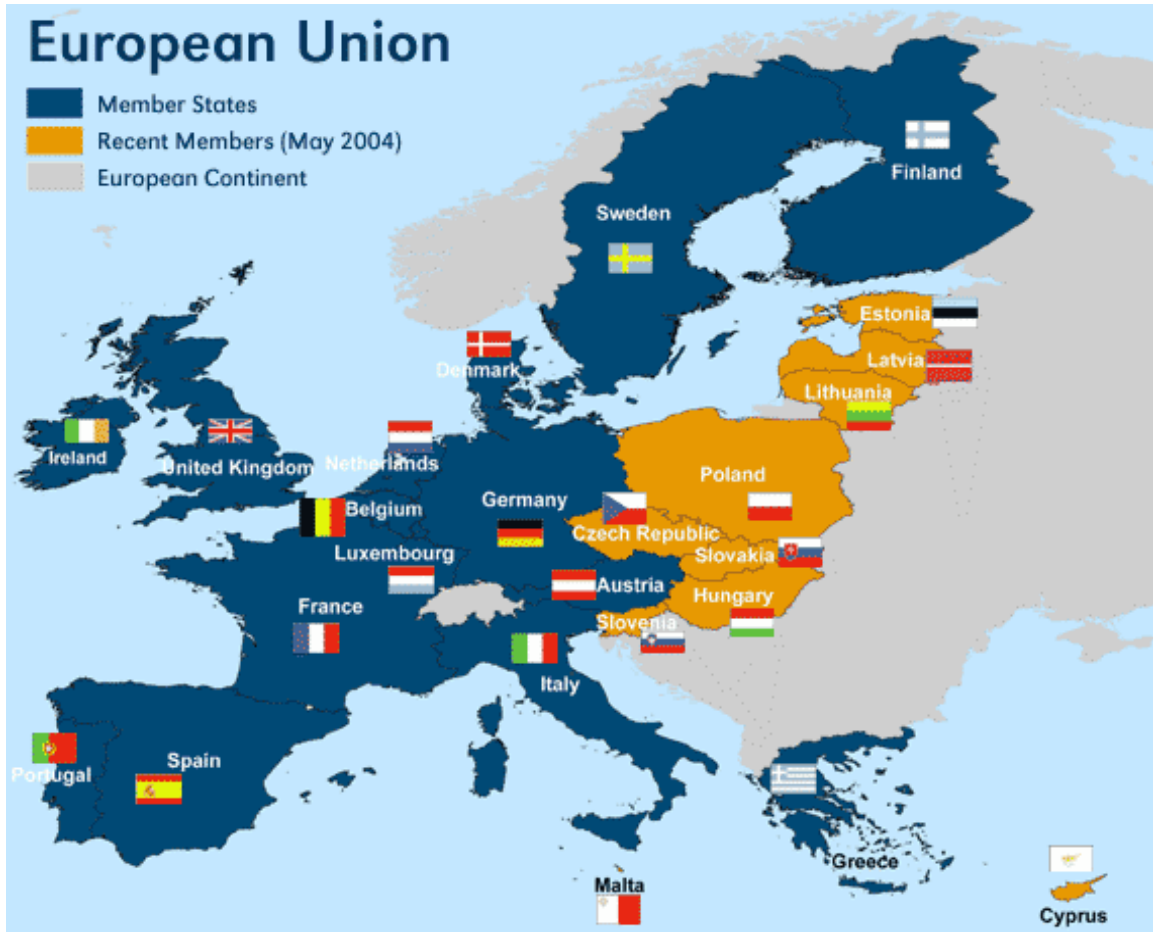 European Union
Member States
Recent Members (May 2004)
European Continent
Finland
Sweden
Estonia
Latvia
Denmark
Lithuania
Ireland
United Kingdom
Netherlands
Poland
Germany
Belgium
Czech Republic
Luxembourg
Slovakia
Austria
Hungary
France
Slovenia
Italy
Spain
Portugal
Greece
Malta
Cyprus